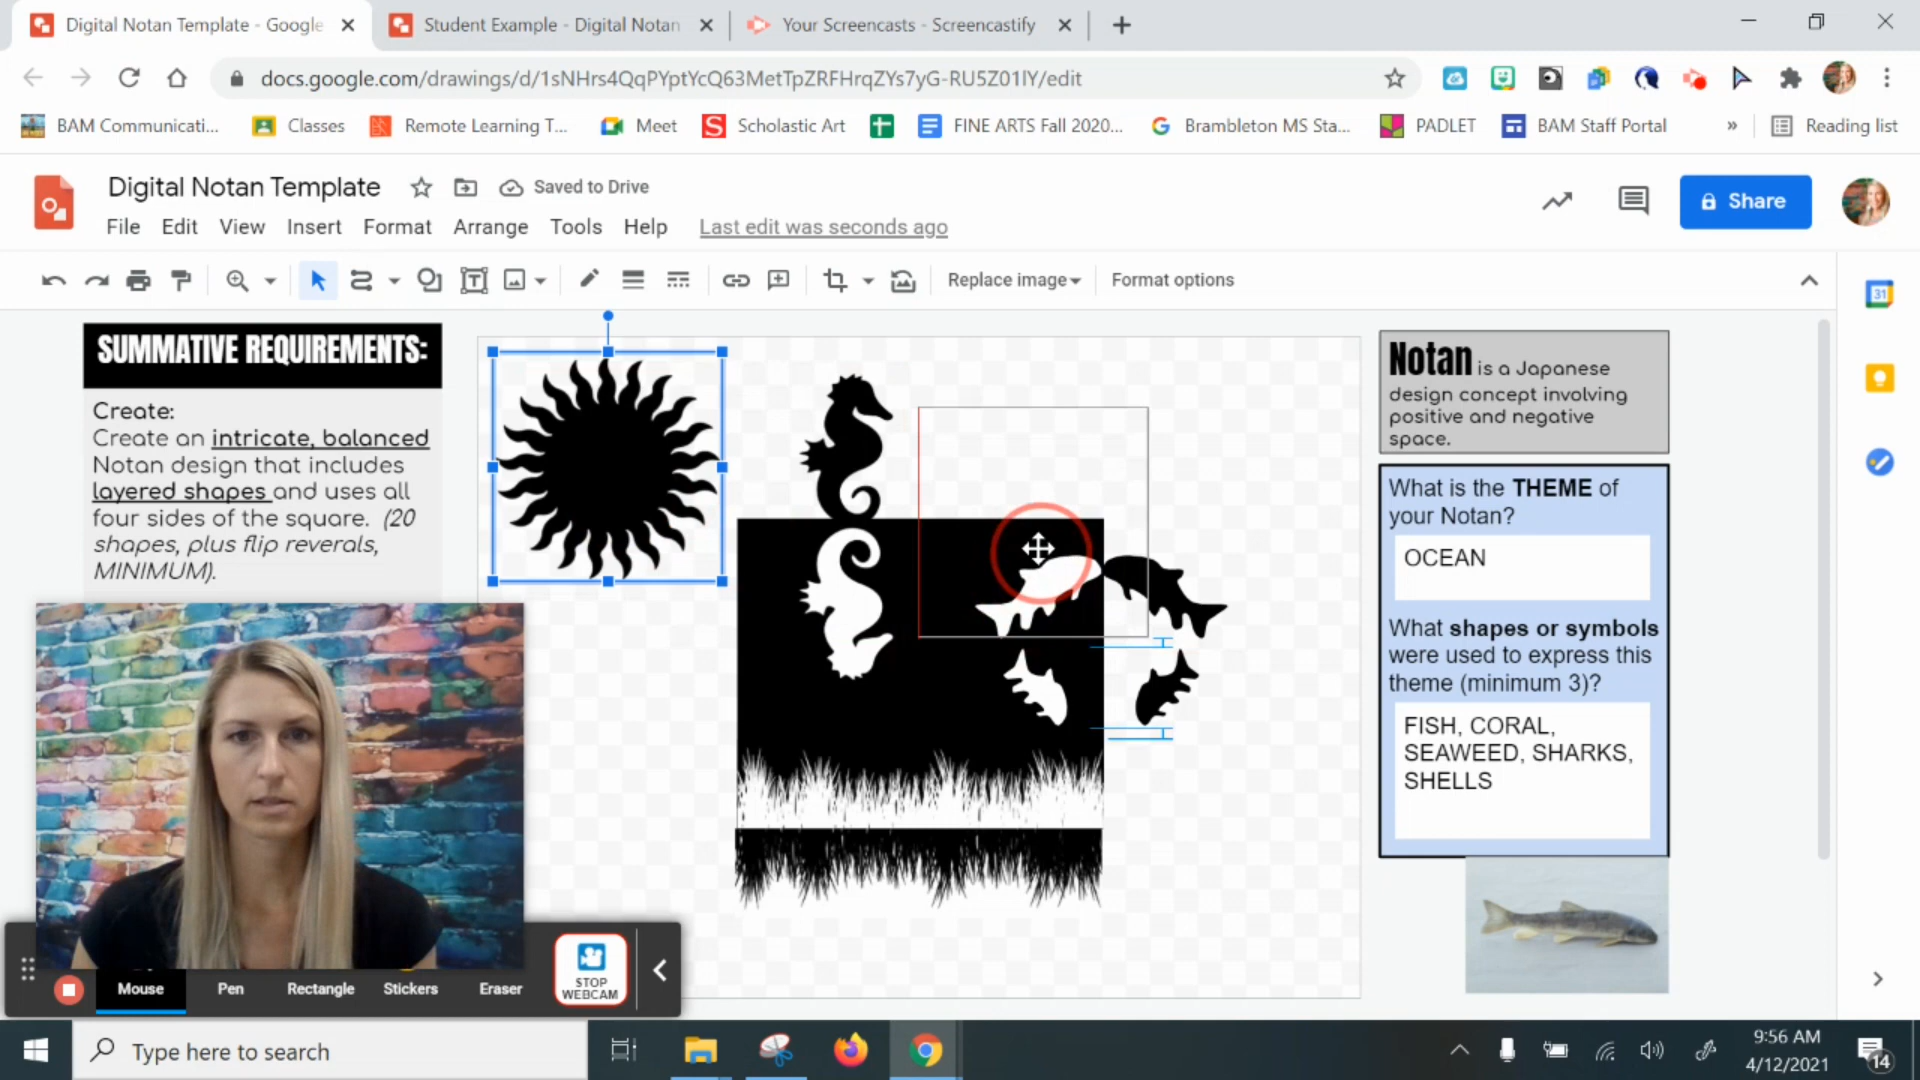 Digital Notan Template - Google
Student Example - Digital Notan
Your Screencasts - Screencastify
docs.google.com/drawings/d/1sNHrs4QqPYptYcQ63MetTpZRFHrqZYs7yG-RU5Z01lY/edit
BAM Communicati...
Classes
Remote Learning T...
Meet
Scholastic Art
FINE ARTS Fall 2020...
Brambleton MS Sta...
PADLET
BAM Staff Portal
»
Reading list
Digital Notan Template
Saved to Drive
Share
File Edit View Insert Format Arrange Tools Help
Last edit was seconds ago
Replace image
Format options
31
SUMMATIVE REQUIREMENTS:
Create:
Create an intricate, balanced
Notan design that includes
layered shapes and uses all
four sides of the square. (20
shapes, plus flip reverals,
MINIMUM).
Notan is a Japanese
design concept involving
positive and negative
space.
What is the THEME of
your Notan?
OCEAN
What shapes or symbols
were used to express this
theme (minimum 3)?
FISH, CORAL,
SEAWEED, SHARKS,
SHELLS
Mouse
Pen
Rectangle
Stickers
Eraser
STOP
WEBCAM
Type here to search
9:56 AM
4/12/2021
14